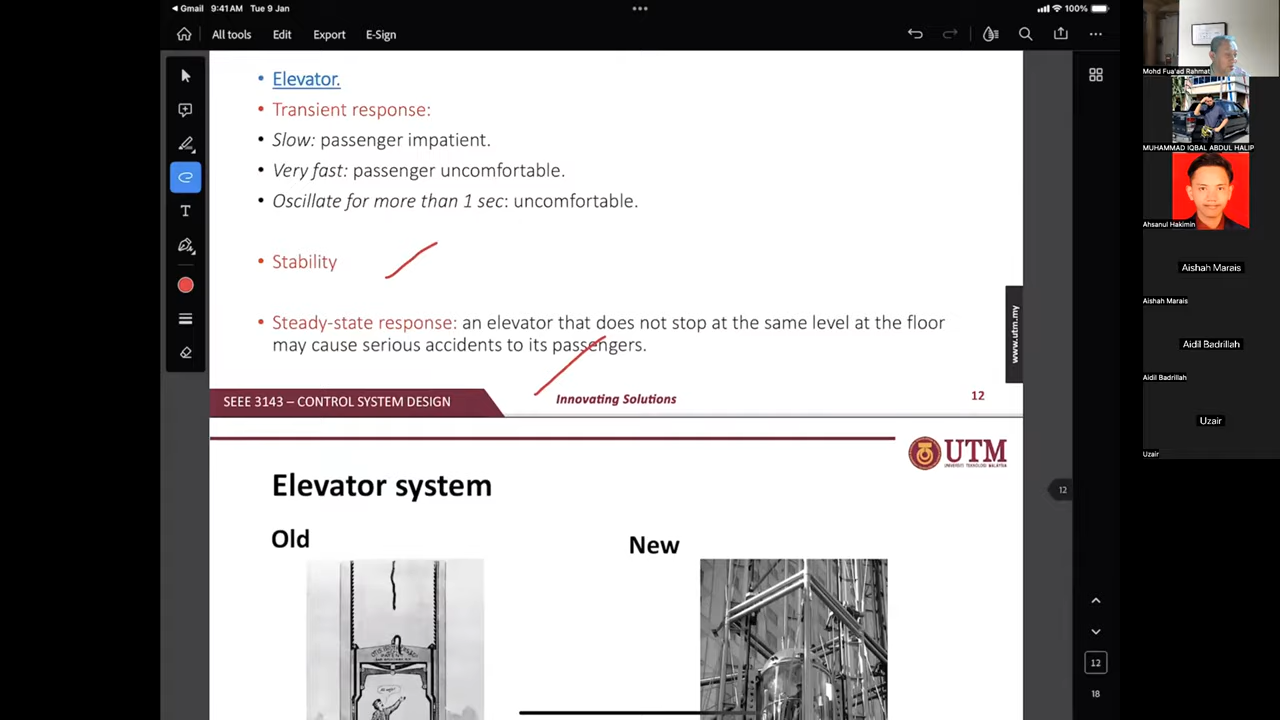 Gmail 9:41AM Tue 9 Jan
100%
All tools Edit Export E-Sign
• Elevator.
• Transient response:
• Slow: passenger impatient.
• Very fast: passenger uncomfortable.
• Oscillate for more than 1 sec: uncomfortable.
• Stability
• Steady-state response: an elevator that does not stop at the same level at the floor
may cause serious accidents to its passengers.
www.utm.my
SEEE 3143 – CONTROL SYSTEM DESIGN
Innovating Solutions
12
UTM
UNIVERSITI TEKNOLOGI MALAYSIA
Elevator system
Old
New
12
12
18
Mohd Fua'ad Rahmat
MUHAMMAD IQBAL ABDUL HALIP
Ahsanul Hakimin
Aishah Marais
Aishah Marais
Aidil Badrillah
Aidil Badrillah
Uzair
Uzair